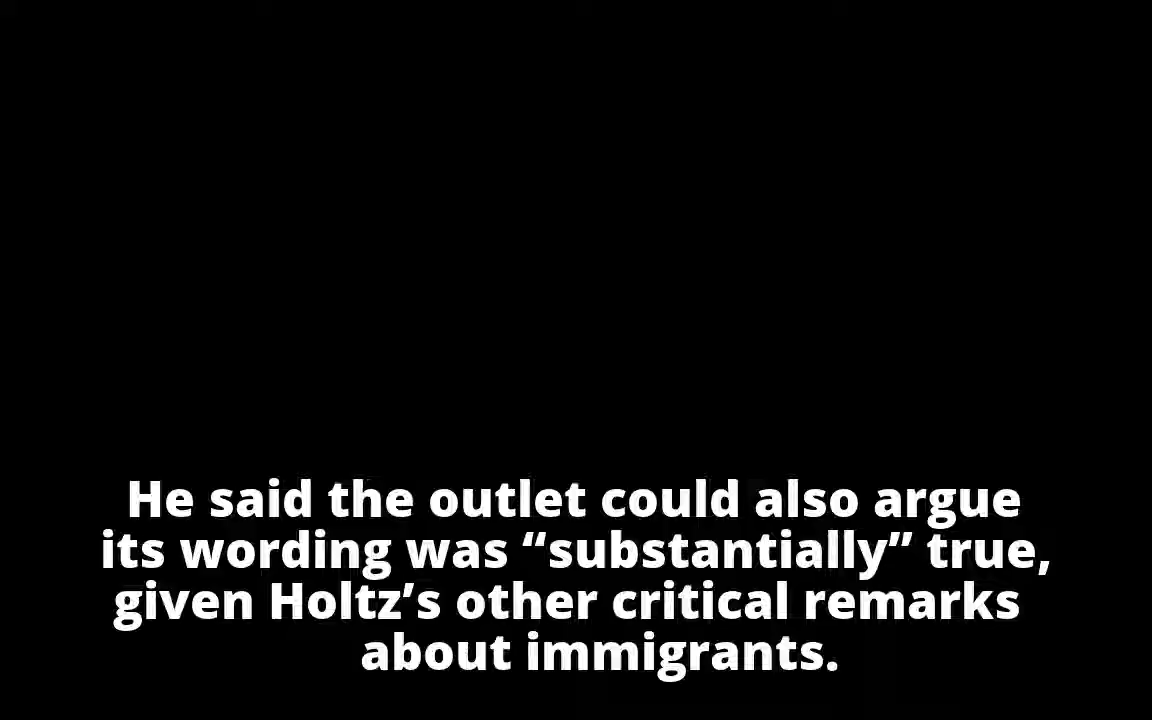 He said the outlet could also argue
its wording was “substantially” true,
given Holtz’s other critical remarks
about immigrants.